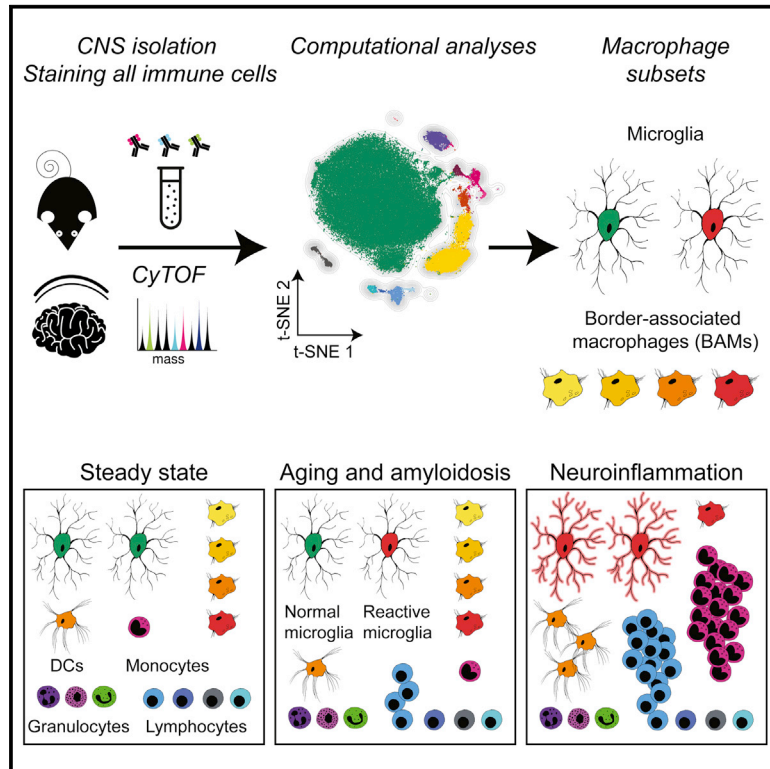 CNS isolation
Staining all immune cells
Computational analyses
Macrophage
subsets
CyTOF
mass
t-SNE 2
t-SNE 1
Microglia
Border-associated
macrophages (BAMs)
Steady state
DCs
Monocytes
Granulocytes
Lymphocytes
Aging and amyloidosis
Normal
microglia
Reactive
microglia
Neuroinflammation